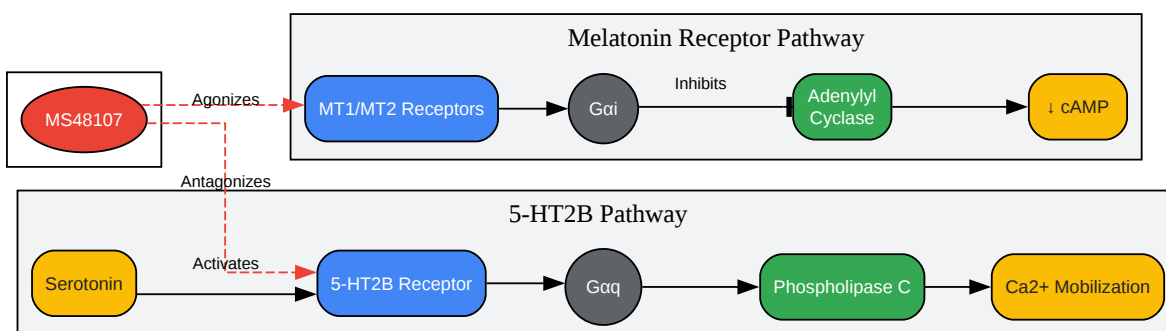 Melatonin Receptor Pathway
MS48107
Agonizes
MT1/MT2 Receptors
Gαi
Inhibits
Adenylyl
Cyclase
↓ cAMP
Antagonizes
5-HT2B Pathway
Serotonin
Activates
5-HT2B Receptor
Gαq
Phospholipase C
Ca2+ Mobilization